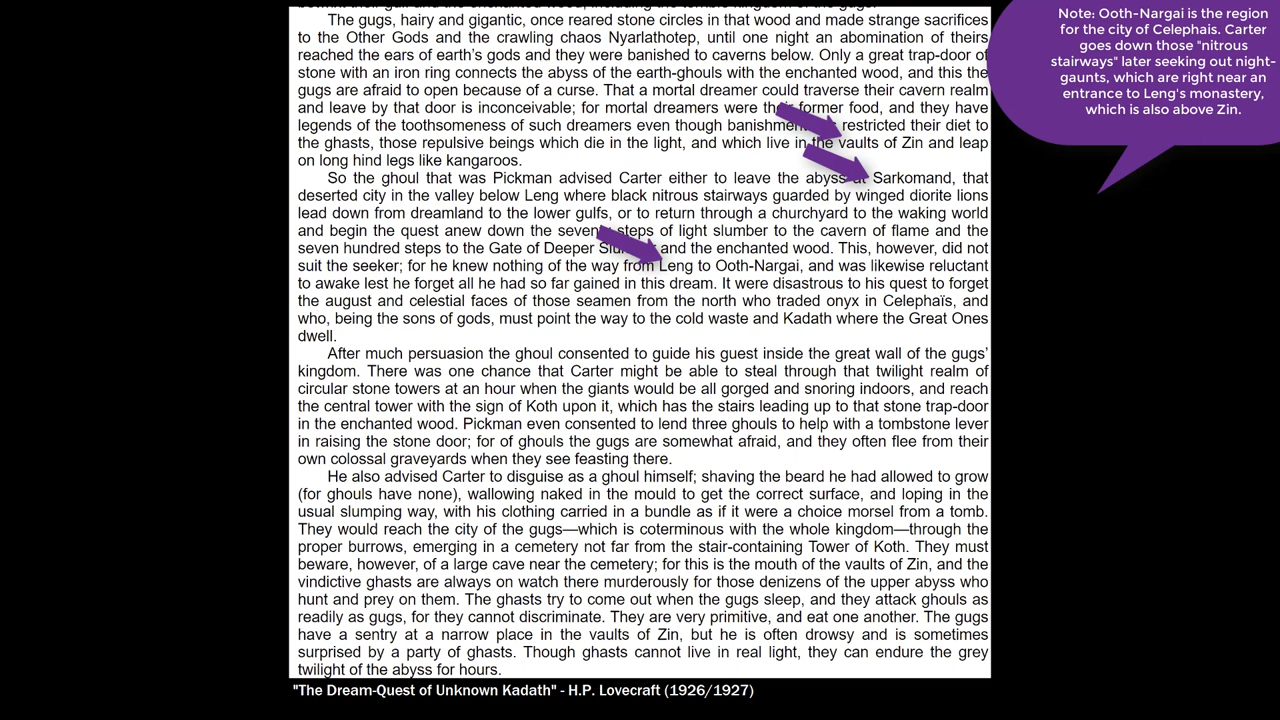 The gugs, hairy and gigantic, once reared stone circles in that wood and made strange sacrifices
to the Other Gods and the crawling chaos Nyarlathotep, until one night an abomination of theirs
reached the ears of earth's gods and they were banished to caverns below. Only a great trap-door of
stone with an iron ring connects the abyss of the earth-ghouls with the enchanted wood, and this the
gugs are afraid to open because of a curse. That a mortal dreamer could traverse their cavern realm
and leave by that door is inconceivable; for mortal dreamers were their former food, and they have
legends of the toothsomeness of such dreamers even though banishment restricted their diet to
the ghasts, those repulsive beings which die in the light, and which live in the vaults of Zin and leap
on long hind legs like kangaroos.
So the ghoul that was Pickman advised Carter either to leave the abyss at Sarkomand, that
deserted city in the valley below Leng where black nitrous stairways guarded by winged diorite lions
lead down from dreamland to the lower gulfs, or to return through a churchyard to the waking world
and begin the quest anew down the seventy steps of light slumber to the cavern of flame and the
seven hundred steps to the Gate of Deeper and the enchanted wood. This, however, did not
suit the seeker; for he knew nothing of the way from Leng to Ooth-Nargai, and was likewise reluctant
to awake lest he forget all he had so far gained in this dream. It were disastrous to his quest to forget
the august and celestial faces of those seamen from the north who traded onyx in Celephaïs, and
who, being the sons of gods, must point the way to the cold waste and Kadath where the Great Ones
dwell.
After much persuasion the ghoul consented to guide his guest inside the great wall of the gugs'
kingdom. There was one chance that Carter might be able to steal through that twilight realm of
circular stone towers at an hour when the giants would be all gorged and snoring indoors, and reach
the central tower with the sign of Koth upon it, which has the stairs leading up to that stone trap-door
in the enchanted wood. Pickman even consented to lend three ghouls to help with a tombstone lever
in raising the stone door; for of ghouls the gugs are somewhat afraid, and they often flee from their
own colossal graveyards when they see feasting there.
He also advised Carter to disguise as a ghoul himself; shaving the beard he had allowed to grow
(for ghouls have none), wallowing naked in the mould to get the correct surface, and loping in the
usual slumping way, with his clothing carried in a bundle as if it were a choice morsel from a tomb.
They would reach the city of the gugs—which is coterminous with the whole kingdom—through the
proper burrows, emerging in a cemetery not far from the stair-containing Tower of Koth. They must
beware, however, of a large cave near the cemetery; for this is the mouth of the vaults of Zin, and the
vindictive ghasts are always on watch there murderously for those denizens of the upper abyss who
hunt and prey on them. The ghasts try to come out when the gugs sleep, and they attack ghouls as
readily as gugs, for they cannot discriminate. They are very primitive, and eat one another. The gugs
have a sentry at a narrow place in the vaults of Zin, but he is often drowsy and is sometimes
surprised by a party of ghasts. Though ghasts cannot live in real light, they can endure the grey
twilight of the abyss for hours.
"The Dream-Quest of Unknown Kadath" - H.P. Lovecraft (1926/1927)
Note: Ooth-Nargai is the region
for the city of Celephais. Carter
goes down those "nitrous
stairways" later seeking out night-
gaunts, which are right near an
entrance to Leng's monastery,
which is also above Zin.